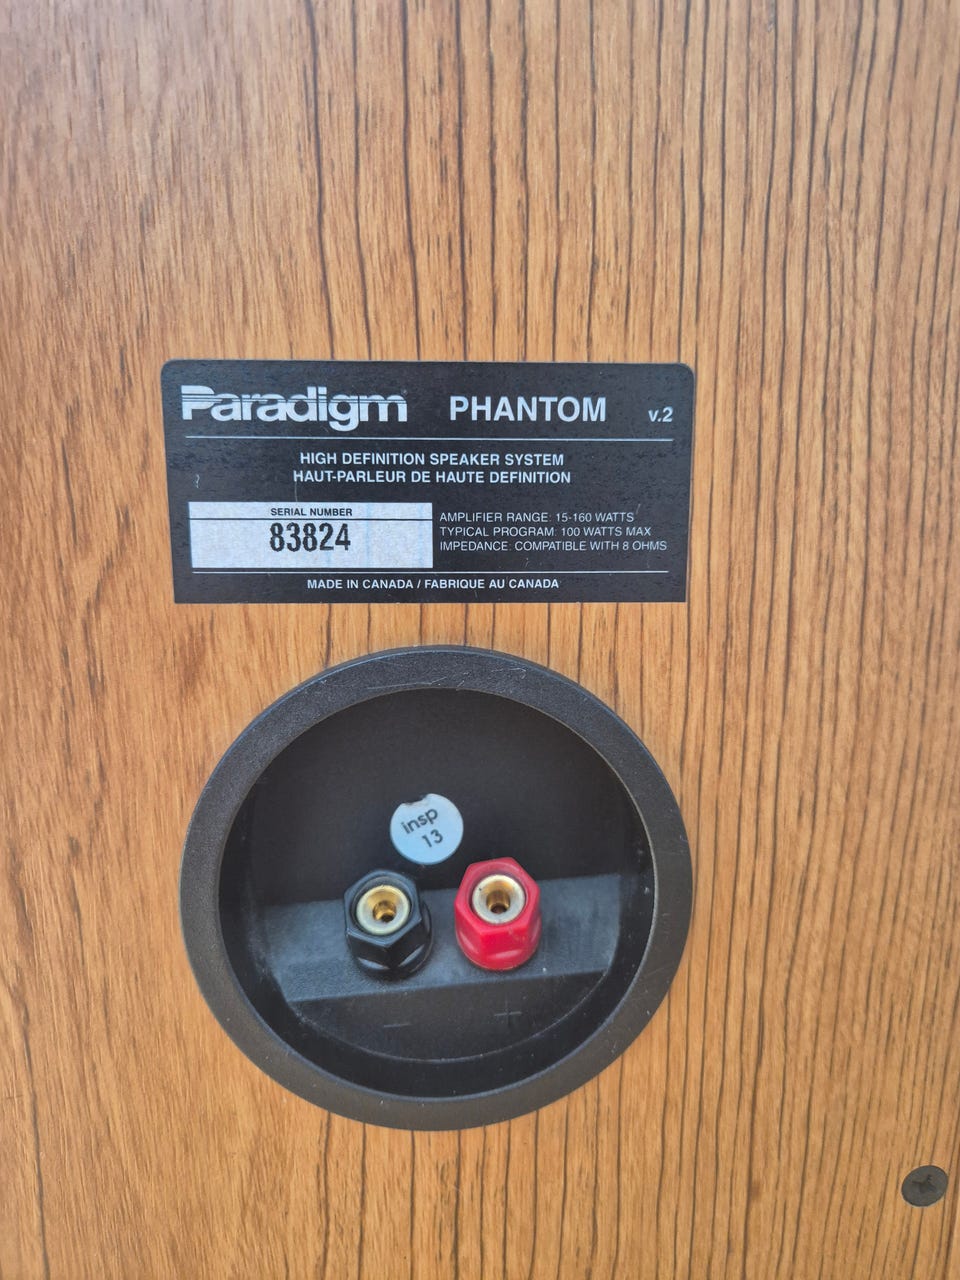 Paradigm® PHANTOM v.2
HIGH DEFINITION SPEAKER SYSTEM
HAUT-PARLEUR DE HAUTE DEFINITION
SERIAL NUMBER
83824
AMPLIFIER RANGE: 15-160 WATTS
TYPICAL PROGRAM: 100 WATTS MAX
IMPEDANCE: COMPATIBLE WITH 8 OHMS
MADE IN CANADA / FABRIQUE AU CANADA
insp
13
− +